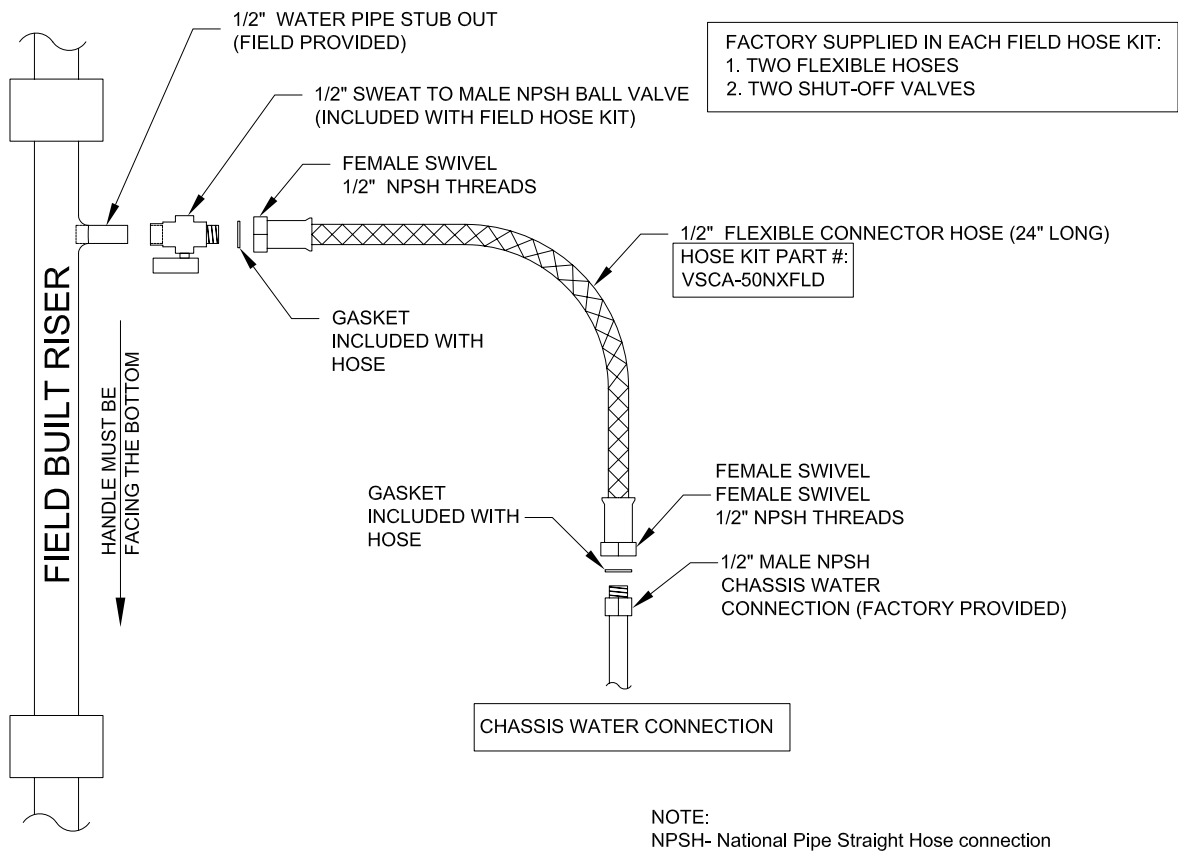 1/2" WATER PIPE STUB OUT
(FIELD PROVIDED)
FACTORY SUPPLIED IN EACH FIELD HOSE KIT:
1. TWO FLEXIBLE HOSES
2. TWO SHUT-OFF VALVES
1/2" SWEAT TO MALE NPSH BALL VALVE
(INCLUDED WITH FIELD HOSE KIT)
FEMALE SWIVEL
1/2" NPSH THREADS
1/2" FLEXIBLE CONNECTOR HOSE (24" LONG)
HOSE KIT PART #:
VSCA-50NXFLD
GASKET
INCLUDED WITH
HOSE
FIELD BUILT RISER
HANDLE MUST BE
FACING THE BOTTOM
GASKET
INCLUDED WITH
HOSE
FEMALE SWIVEL
FEMALE SWIVEL
1/2" NPSH THREADS
1/2" MALE NPSH
CHASSIS WATER
CONNECTION (FACTORY PROVIDED)
CHASSIS WATER CONNECTION
NOTE:
NPSH- National Pipe Straight Hose connection